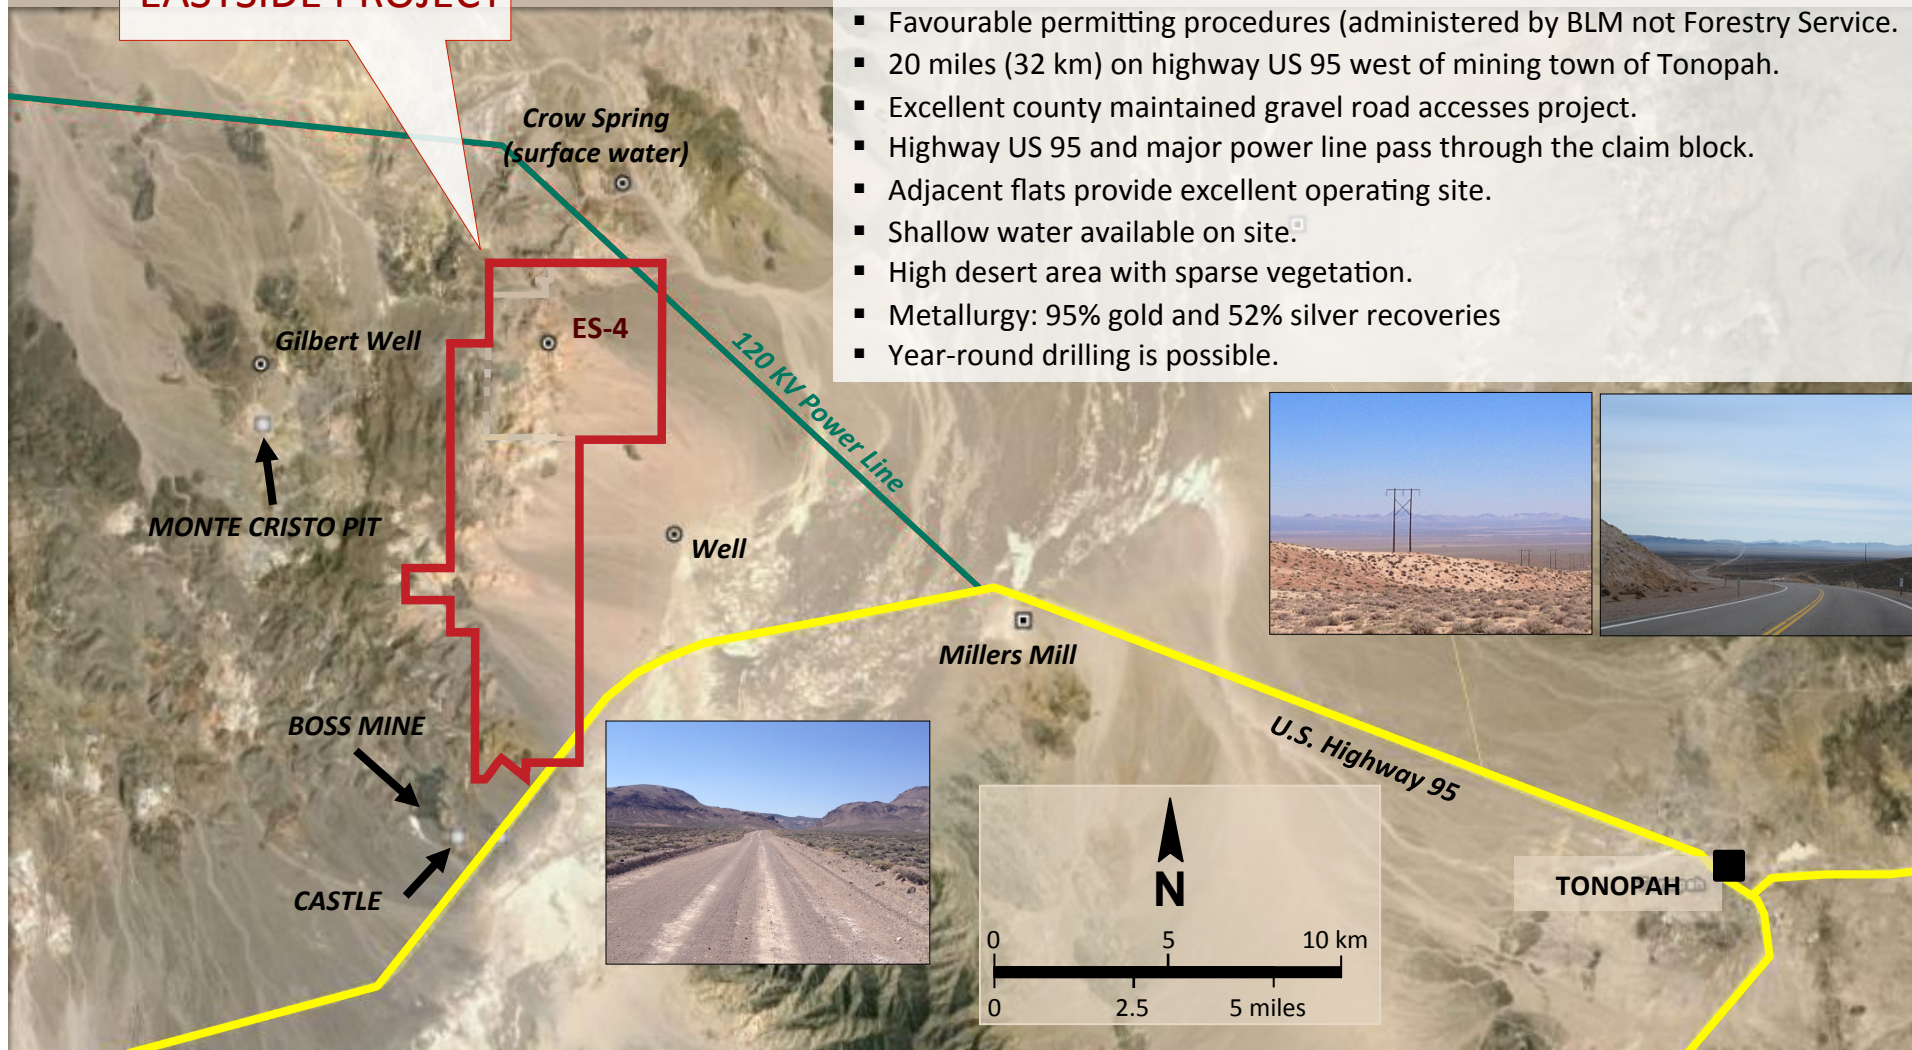 EASTSIDE PROJECT
▪ Favourable permitting procedures (administered by BLM not Forestry Service.
▪ 20 miles (32 km) on highway US 95 west of mining town of Tonopah.
▪ Excellent county maintained gravel road accesses project.
▪ Highway US 95 and major power line pass through the claim block.
▪ Adjacent flats provide excellent operating site.
▪ Shallow water available on site.
▪ High desert area with sparse vegetation.
▪ Metallurgy: 95% gold and 52% silver recoveries
▪ Year-round drilling is possible.
Crow Spring
(surface water)
ES-4
Gilbert Well
120 KV Power Line
MONTE CRISTO PIT
Well
Millers Mill
BOSS MINE
U.S. Highway 95
CASTLE
TONOPAH
N
0 5 10 km
0 2.5 5 miles